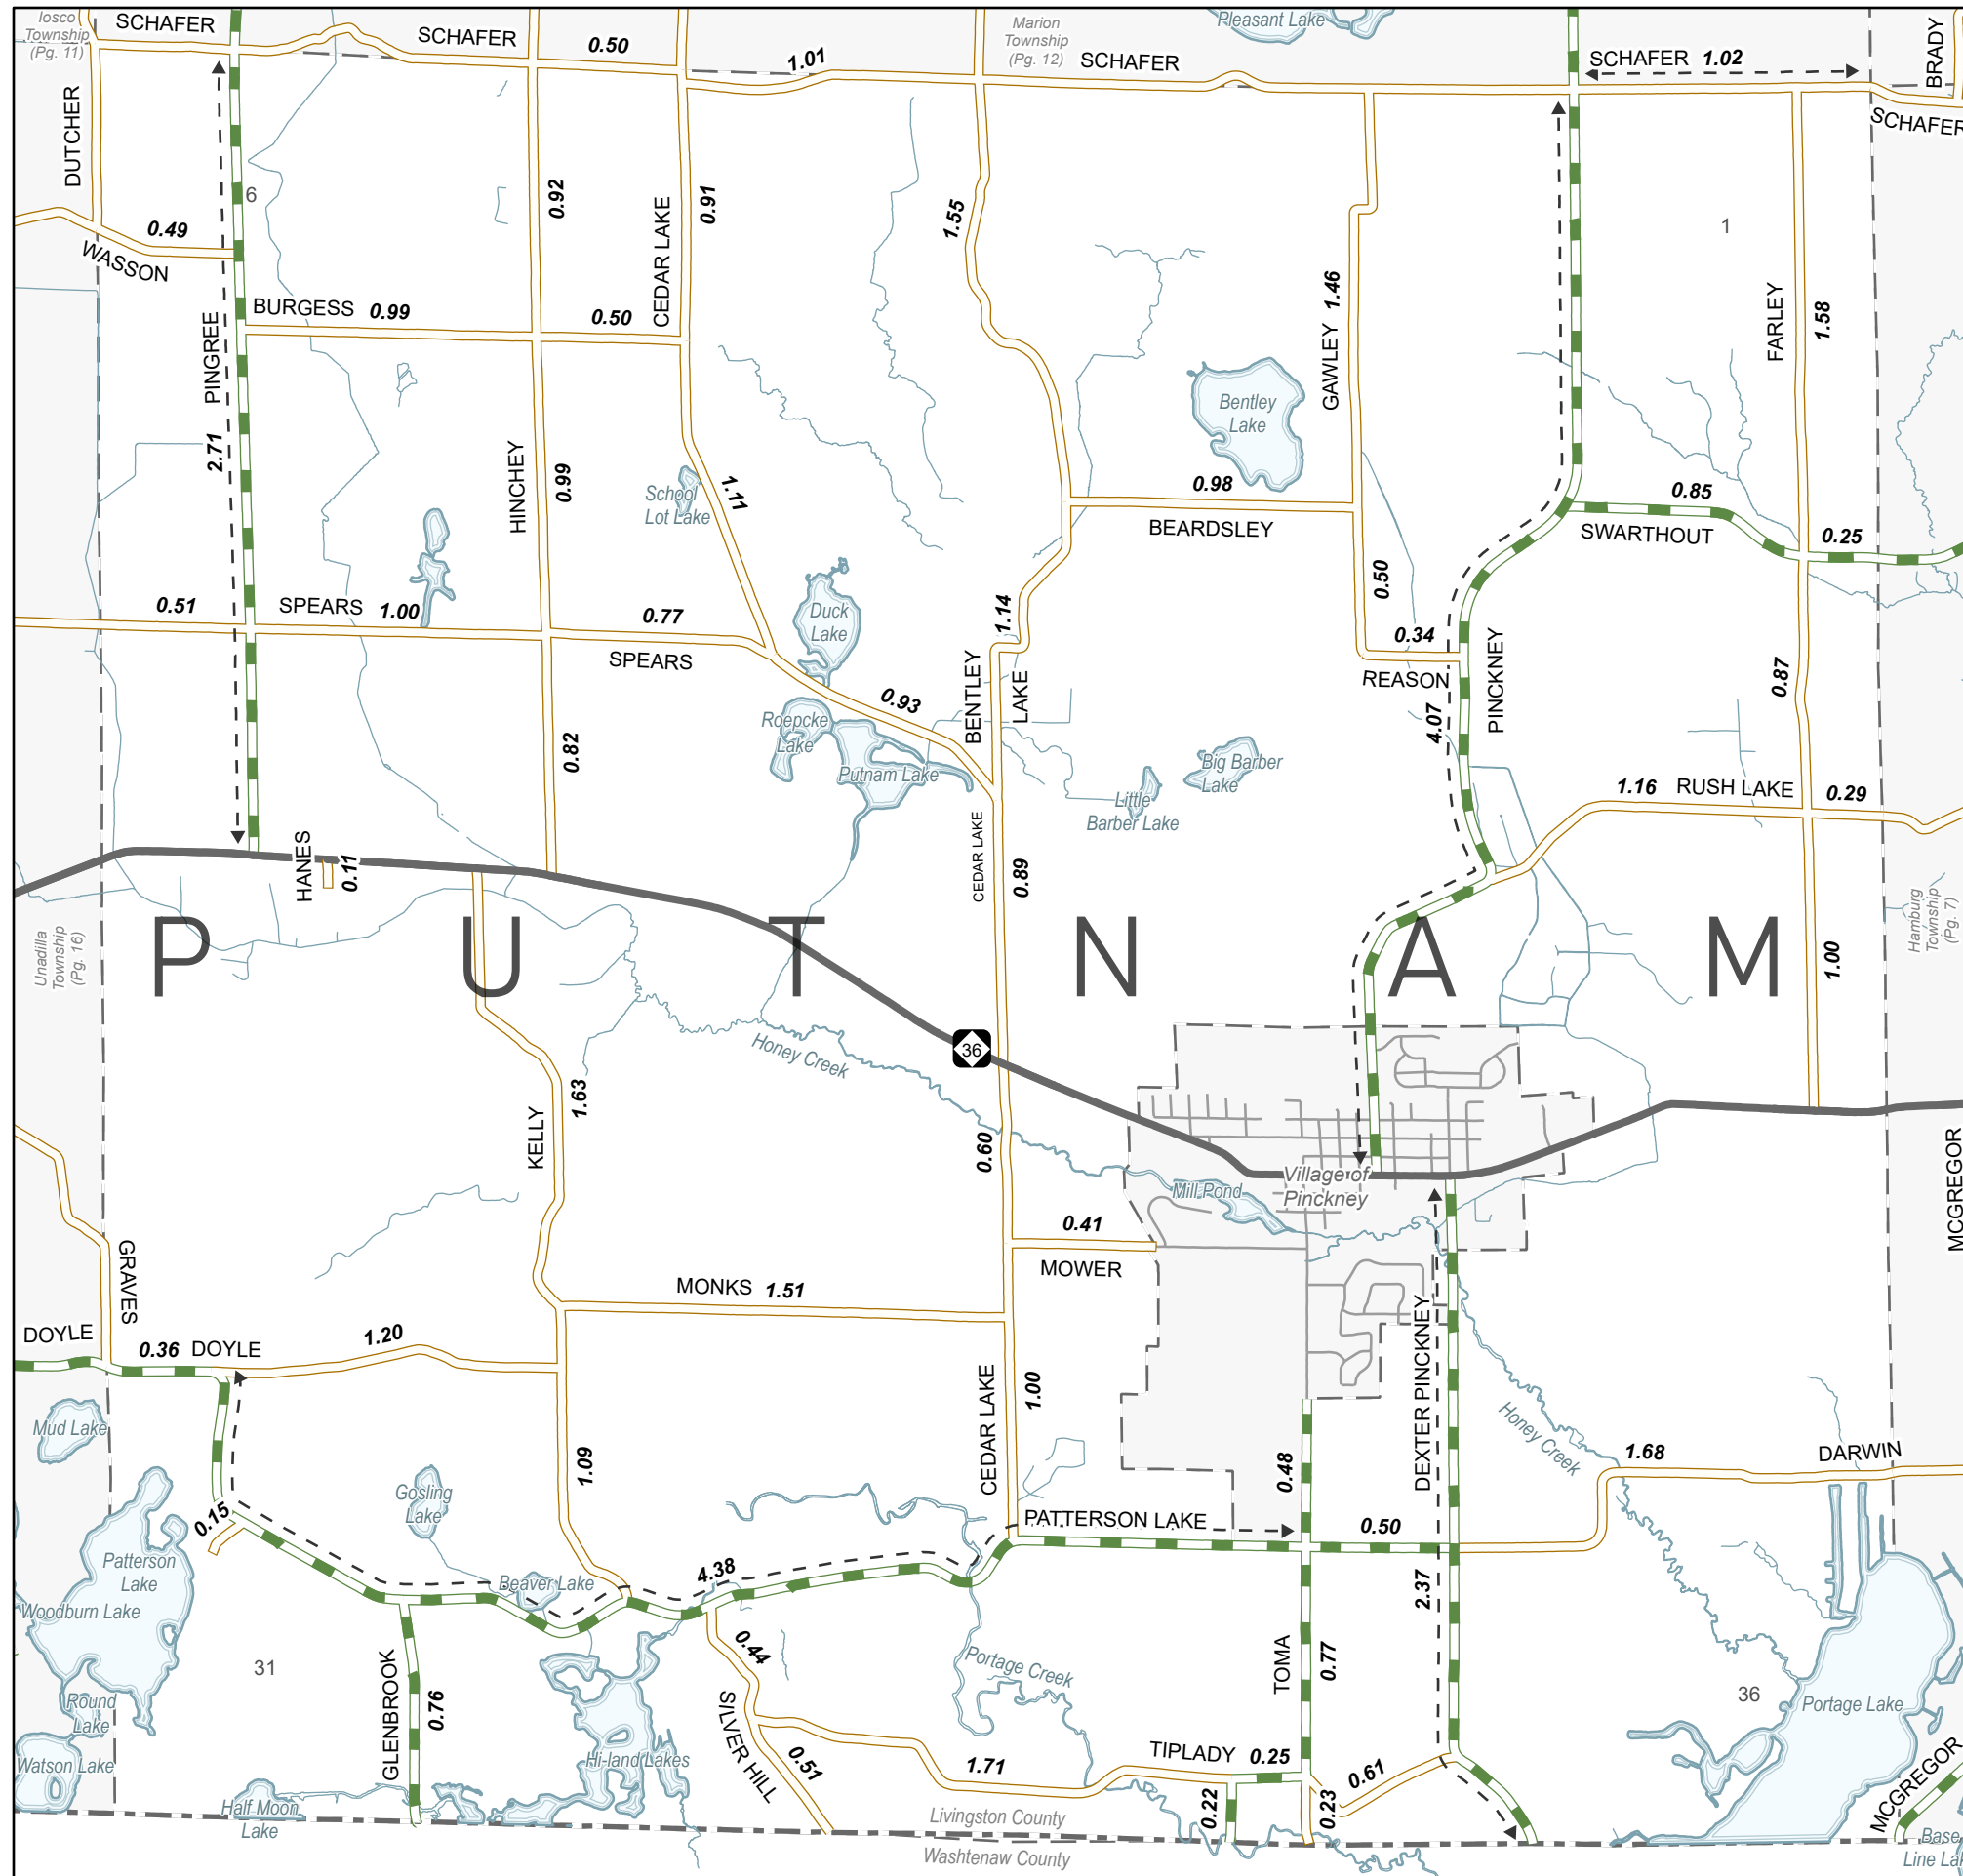 Iosco
Township
(Pg. 11)
SCHAFER
SCHAFER
0.50
1.01
Marion
Township
(Pg. 12)
SCHAFER
Pleasant Lake
SCHAFER 1.02
BRADY
SCHAFER
DUTCHER
6
0.92
CEDAR LAKE
0.91
1.55
1
0.49
WASSON
PINGREE
BURGESS 0.99
0.50
GAWLEY 1.46
FARLEY
1.58
Bentley
Lake
2.71
HINCHEY
0.99
School
Lot Lake
1.11
0.98
BEARDSLEY
0.85
SWARTHOUT
0.25
0.51
SPEARS 1.00
0.77
SPEARS
Duck
Lake
1.14
0.50
0.34
REASON
PINCKNEY
0.87
0.93
BENTLEY
LAKE
4.07
Roepcke
Lake
Putnam Lake
0.82
Big Barber
Lake
Little
Barber Lake
1.16 RUSH LAKE
0.29
HANES
0.11
CEDAR LAKE
0.89
Unadilla
Township
(Pg. 16)
PUTNAM
1.00
Hamburg
Township
(Pg. 7)
36
Honey Creek
KELLY
1.63
0.60
Village of
Pinckney
Mill Pond
MCGREGOR
0.41
MOWER
GRAVES
MONKS 1.51
DOYLE
0.36 DOYLE
1.20
DEXTER PINCKNEY
CEDAR LAKE
1.00
Mud Lake
1.09
0.48
Honey Creek
1.68
DARWIN
Gosling
Lake
0.15
PATTERSON LAKE
0.50
Patterson
Lake
Woodburn Lake
Beaver Lake
4.38
2.37
31
GLENBROOK
0.76
0.44
SILVER HILL
Portage Creek
TOMA
0.77
36
Portage Lake
Round
Lake
Watson Lake
Hi-land Lakes
0.51
1.71
TIPLADY 0.25
0.61
0.22
0.23
MCGREGOR
Half Moon
Lake
Livingston County
Washtenaw County
Base
Line Lak